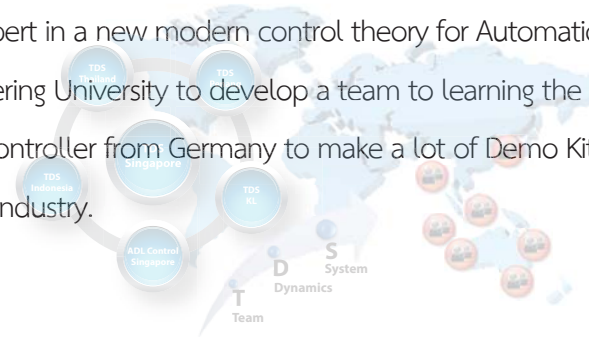 pert in a new modern control theory for Automatic
ering University to develop a team to learning the
ontroller from Germany to make a lot of Demo Kit
ndustry.
TDS
Thailand
TDS
TDS
Singapore
TDS
Indonesia
TDS
KL
ADL Control
Singapore
S
System
D
Dynamics
T
Team